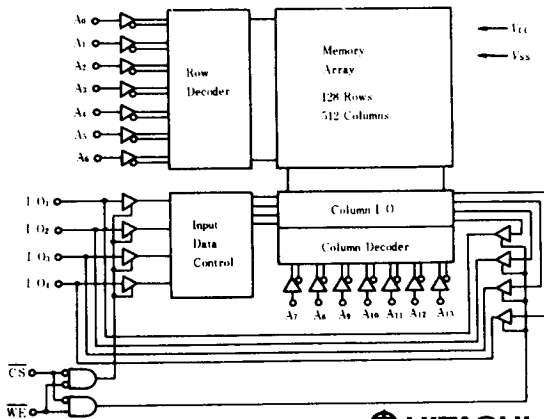 A0
A1
A2
A3
A4
A5
A6
Row
Decoder
Memory
Array
128 Rows
512 Columns
VCC
VSS
I/O1
I/O2
I/O3
I/O4
Input
Data
Control
Column I/O
Column Decoder
A7 A8 A9 A10 A11 A12 A13
CS
WE